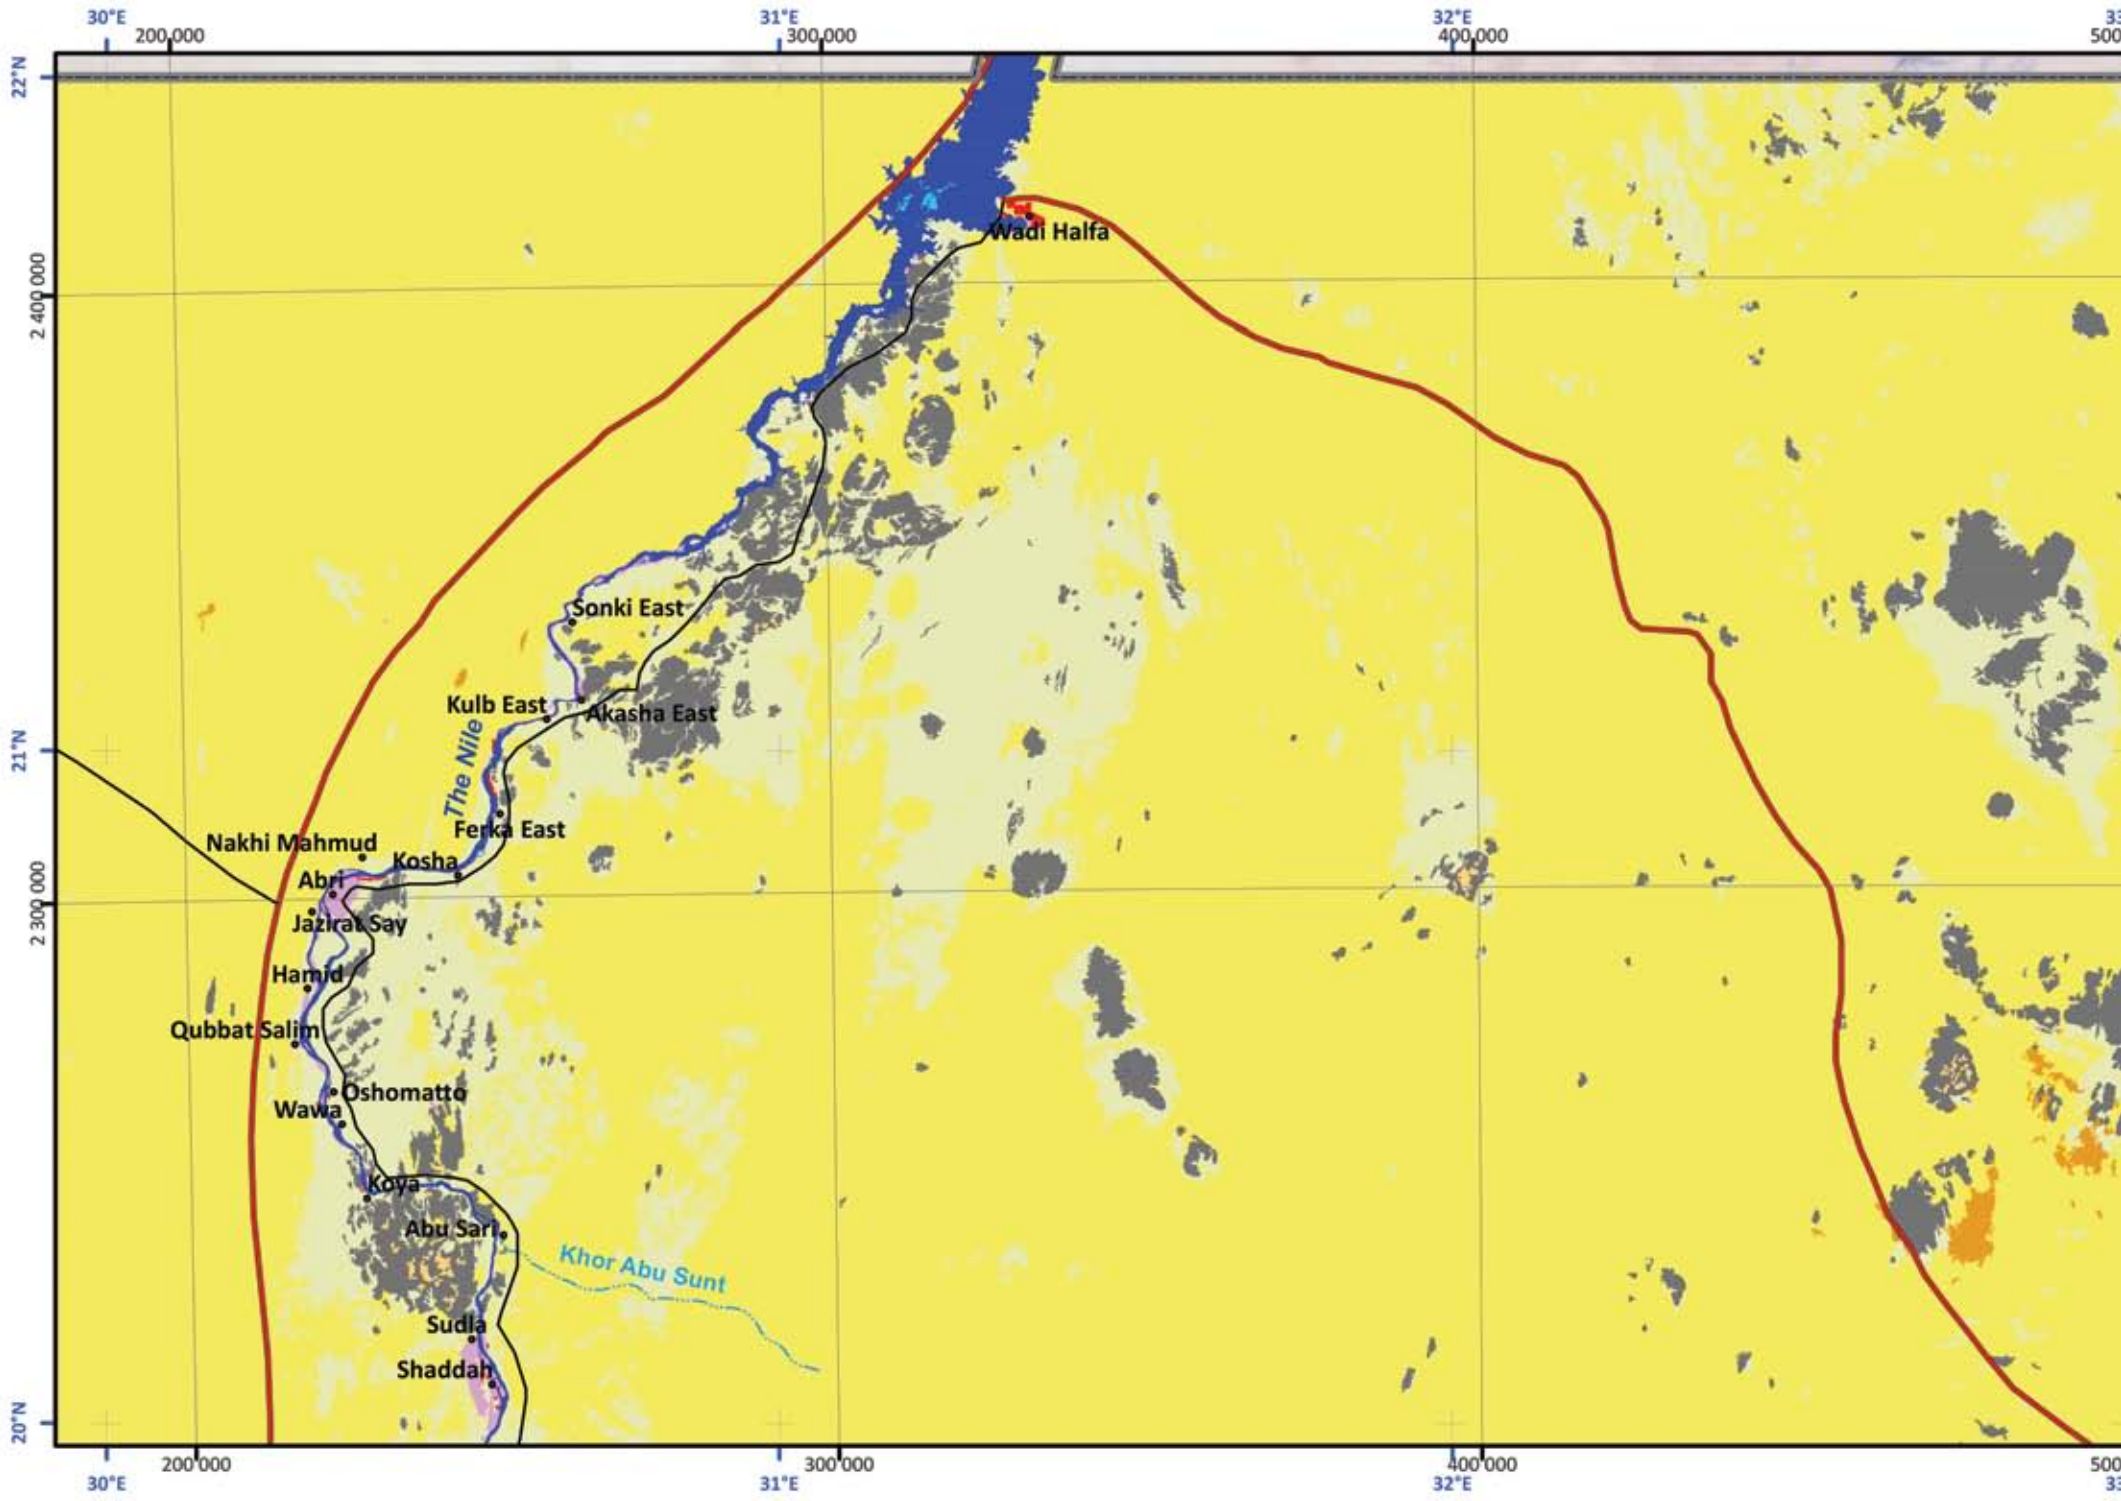 30°E 31°E 32°E 33
200 000 300 000 400 000 500
22°N
Wadi Halfa
2 400 000
Sonki East
Kulb East
Akasha East
21°N
The Nile
Ferka East
Nakhi Mahmud
Kosha
Abri
2 300 000
Jazirat Say
Hamid
Qubbat Salim
Oshomatto
Wawa
Koya
Abu Sari
Khor Abu Sunt
Sudla
Shaddah
20°N
200 000 300 000 400 000 500
30°E 31°E 32°E 33